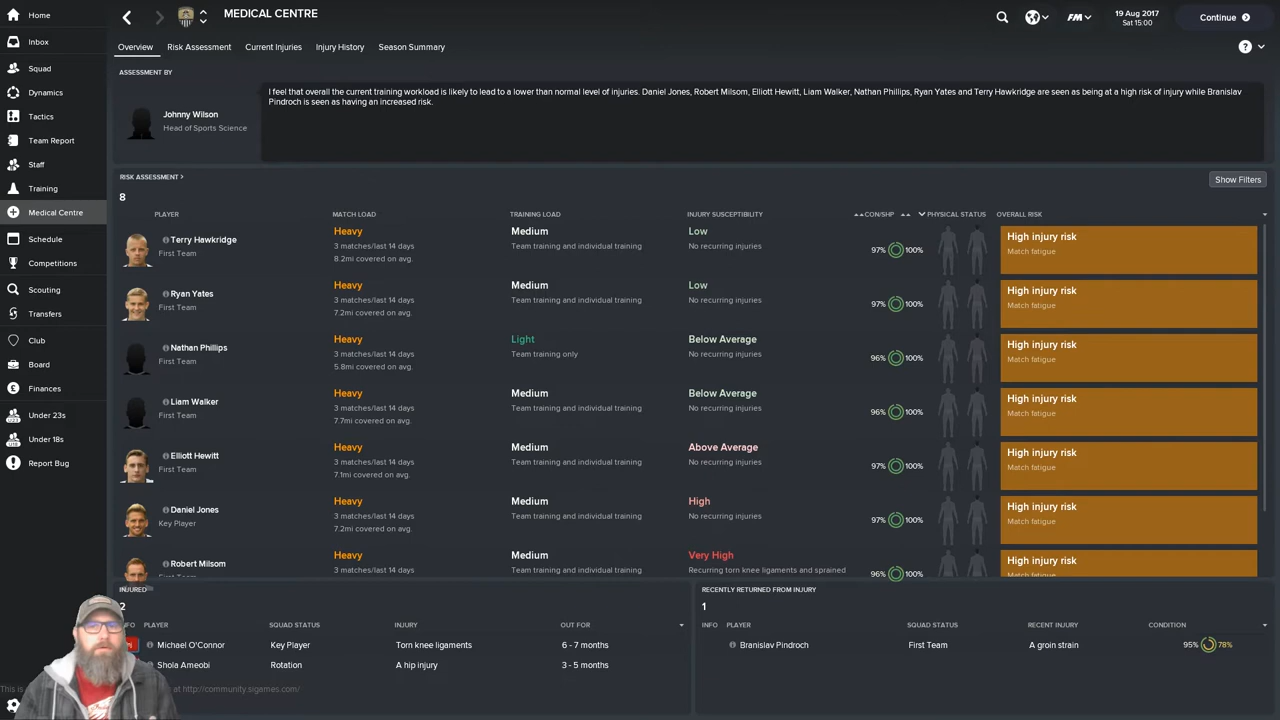 Home
MEDICAL CENTRE
19 Aug 2017
Sat 15:00
FM
Continue
Inbox
Squad
Dynamics
Tactics
Team Report
Staff
Training
Medical Centre
Schedule
Competitions
Scouting
Transfers
Club
Board
Finances
Under 23s
Under 18s
Report Bug
Overview
Risk Assessment
Current Injuries
Injury History
Season Summary
?
ASSESSMENT BY
Johnny Wilson
Head of Sports Science
I feel that overall the current training workload is likely to lead to a lower than normal level of injuries. Daniel Jones, Robert Milsom, Elliott Hewitt, Liam Walker, Nathan Phillips, Ryan Yates and Terry Hawkridge are seen as being at a high risk of injury while Branislav
Pindroch is seen as having an increased risk.
RISK ASSESSMENT >
8
Show Filters
PLAYER MATCH LOAD TRAINING LOAD INJURY SUSCEPTIBILITY CON/SHP PHYSICAL STATUS OVERALL RISK
Terry Hawkridge
First Team
Heavy
3 matches/last 14 days
8.2mi covered on avg.
Medium
Team training and individual training
Low
No recurring injuries
97% 100%
High injury risk
Match fatigue
Ryan Yates
First Team
Heavy
3 matches/last 14 days
7.2mi covered on avg.
Medium
Team training and individual training
Low
No recurring injuries
97% 100%
High injury risk
Match fatigue
Nathan Phillips
First Team
Heavy
3 matches/last 14 days
5.8mi covered on avg.
Light
Team training only
Below Average
No recurring injuries
96% 100%
High injury risk
Match fatigue
Liam Walker
First Team
Heavy
3 matches/last 14 days
7.7mi covered on avg.
Medium
Team training and individual training
Below Average
No recurring injuries
96% 100%
High injury risk
Match fatigue
Elliott Hewitt
First Team
Heavy
3 matches/last 14 days
7.1mi covered on avg.
Medium
Team training and individual training
Above Average
No recurring injuries
97% 100%
High injury risk
Match fatigue
Daniel Jones
Key Player
Heavy
3 matches/last 14 days
7.2mi covered on avg.
Medium
Team training and individual training
High
No recurring injuries
97% 100%
High injury risk
Match fatigue
Robert Milsom
First Team
Heavy
3 matches/last 14 days
Medium
Team training and individual training
Very High
Recurring torn knee ligaments and sprained
96% 100%
High injury risk
Match fatigue
INJURED
2
PLAYER SQUAD STATUS INJURY OUT FOR
Michael O'Connor Key Player Torn knee ligaments 6 - 7 months
Shola Ameobi Rotation A hip injury 3 - 5 months
RECENTLY RETURNED FROM INJURY
1
INFO PLAYER SQUAD STATUS RECENT INJURY CONDITION
Branislav Pindroch First Team A groin strain 95% 78%
This is
at http://community.sigames.com/